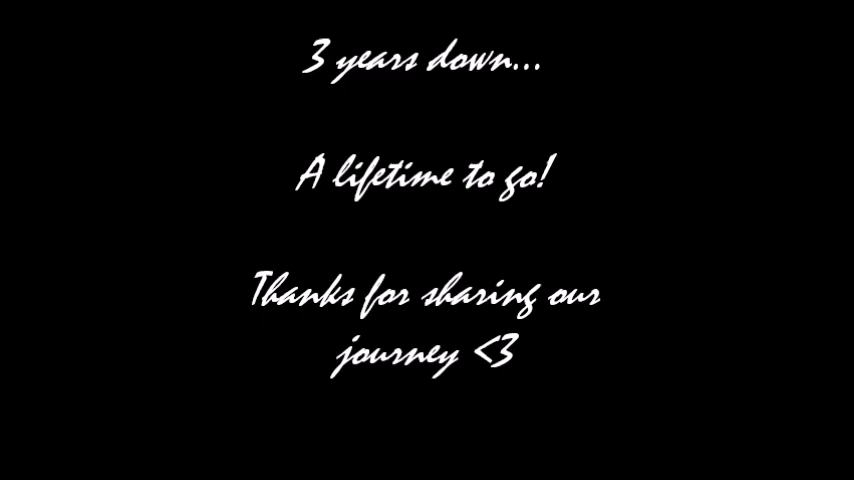 3 years down...
A lifetime to go!
Thanks for sharing our
journey <3